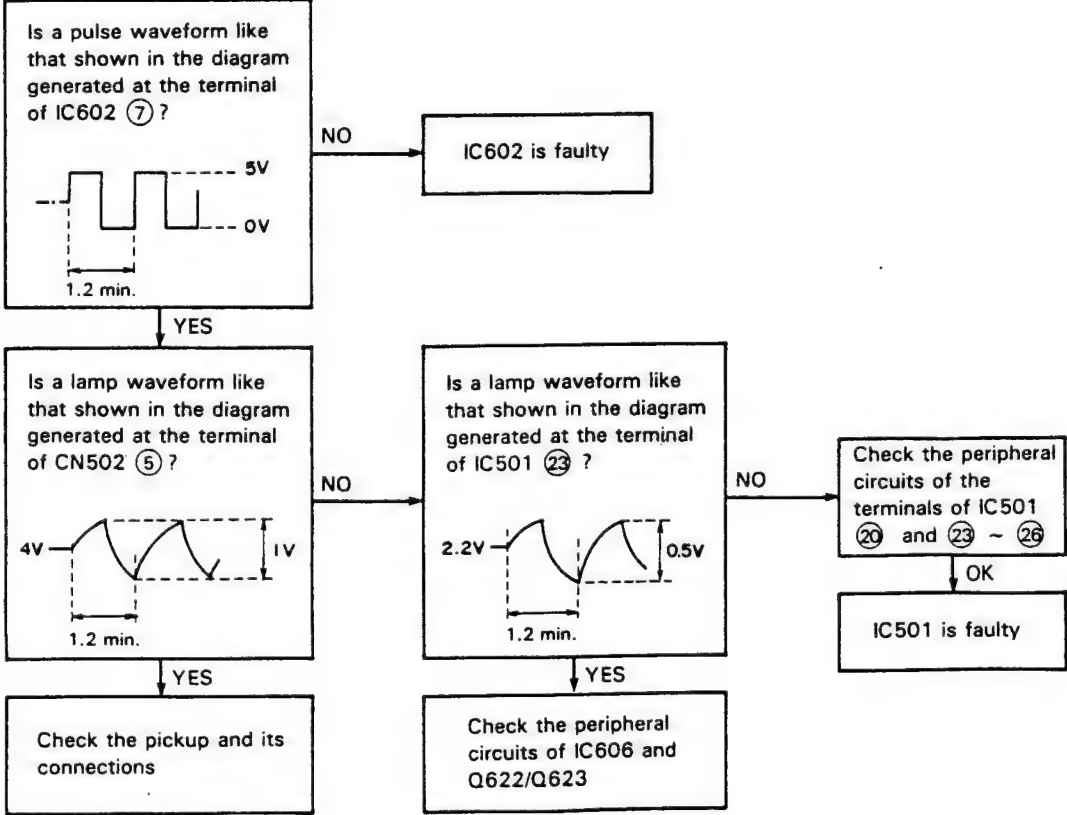 Is a pulse waveform like
that shown in the diagram
generated at the terminal
of IC602 ⑦ ?
5V
0V
1.2 min.
NO
IC602 is faulty
YES
Is a lamp waveform like
that shown in the diagram
generated at the terminal
of CN502 ⑤ ?
4V
1V
1.2 min.
NO
Is a lamp waveform like
that shown in the diagram
generated at the terminal
of IC501 ㉓ ?
2.2V
0.5V
1.2 min.
NO
Check the peripheral
circuits of the
terminals of IC501
⑳ and ㉓ ~ ㉖
OK
IC501 is faulty
YES
Check the pickup and its
connections
YES
Check the peripheral
circuits of IC606 and
Q622/Q623